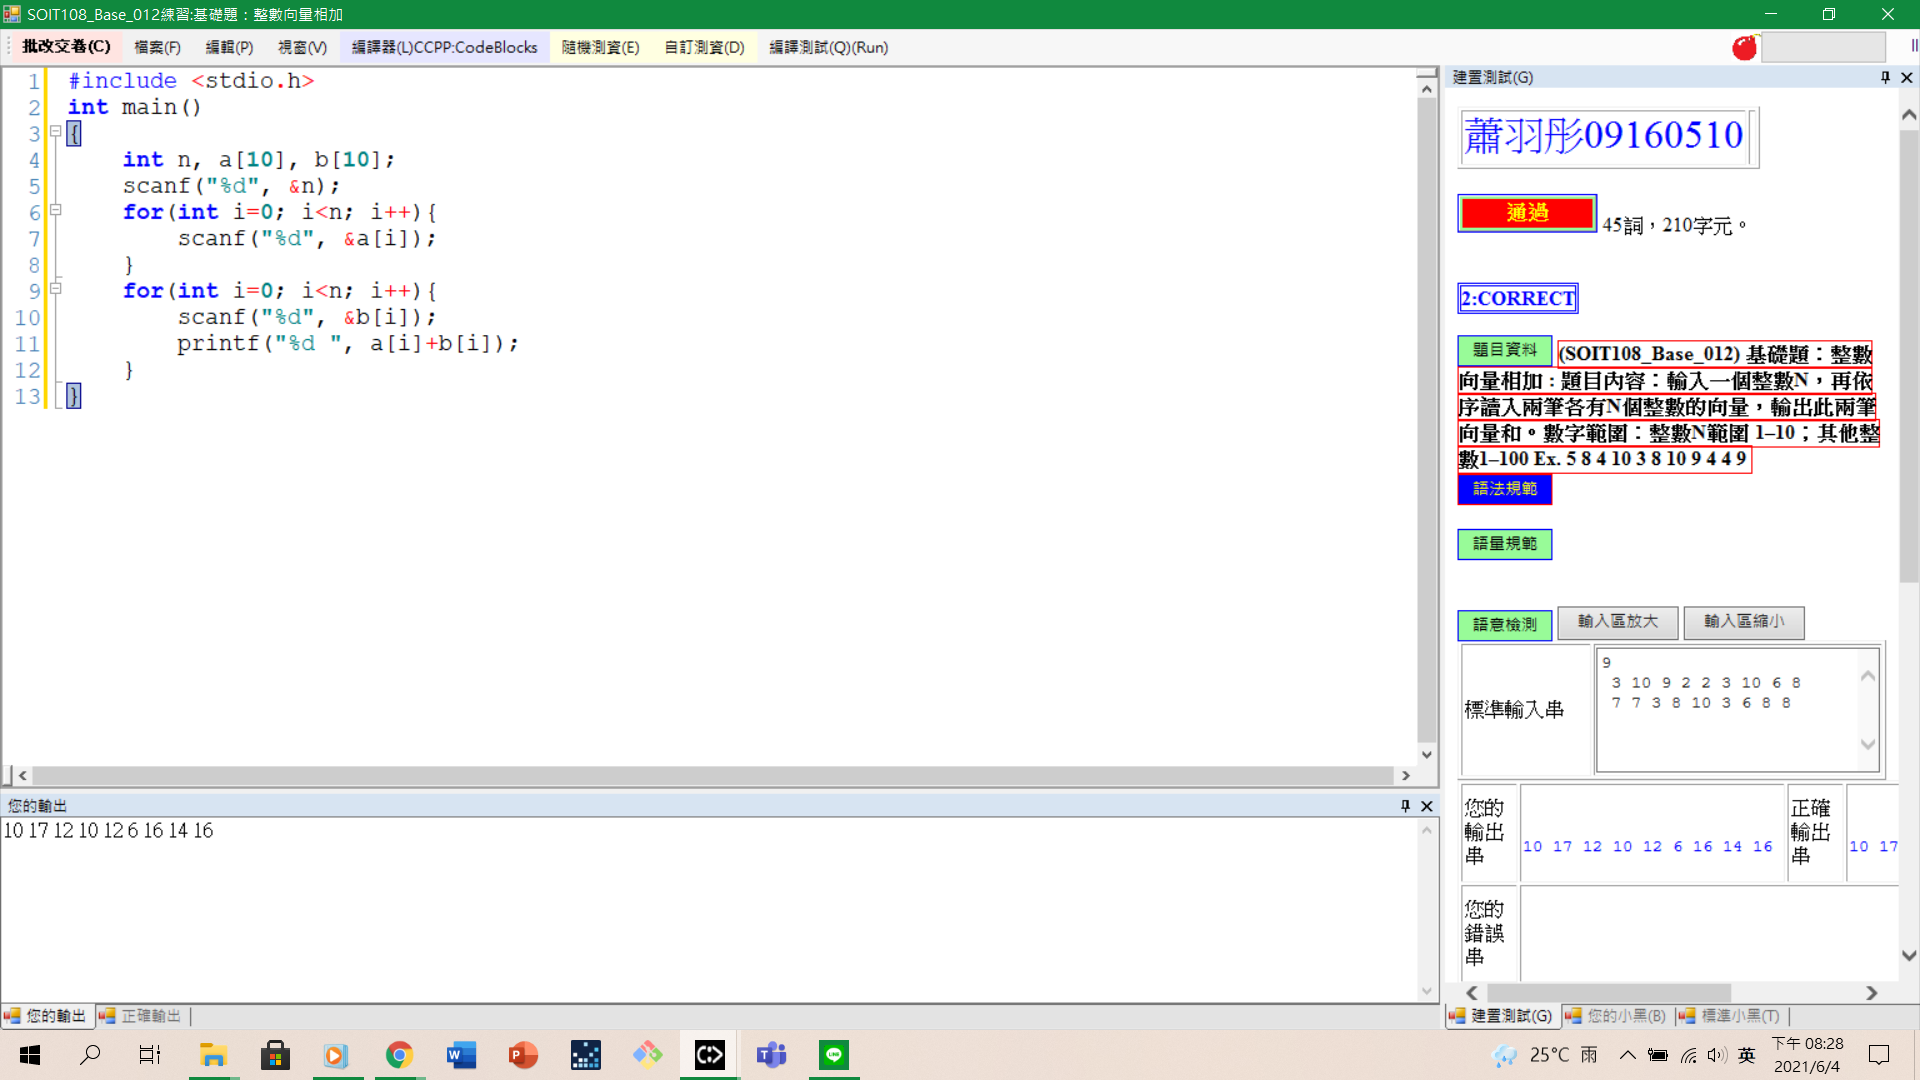 SOIT108_Base_012練習:基礎題：整數向量相加
批改交卷(C) 檔案(F) 編輯(P) 視窗(V) 編譯器(L)CCPP:CodeBlocks 隨機測資(E) 自訂測資(D) 編譯測試(Q)(Run)
1 #include <stdio.h>
2 int main()
3 {
4 int n, a[10], b[10];
5 scanf("%d", &n);
6 for(int i=0; i<n; i++){
7 scanf("%d", &a[i]);
8 }
9 for(int i=0; i<n; i++){
10 scanf("%d", &b[i]);
11 printf("%d ", a[i]+b[i]);
12 }
13 }
您的輸出
10 17 12 10 12 6 16 14 16
您的輸出 正確輸出
建置測試(G)
蕭羽彤09160510
通過 45詞，210字元。
2:CORRECT
題目資料 (SOIT108_Base_012) 基礎題：整數
向量相加 : 題目內容：輸入一個整數N，再依
序讀入兩筆各有N個整數的向量，輸出此兩筆
向量和。數字範圍：整數N範圍 1–10；其他整
數1–100 Ex. 5 8 4 10 3 8 10 9 4 4 9
語法規範
語量規範
語意檢測 輸入區放大 輸入區縮小
標準輸入串
9
3 10 9 2 2 3 10 6 8
7 7 3 8 10 3 6 8 8
您的
輸出
串
10 17 12 10 12 6 16 14 16
正確
輸出
串
10 17
您的
錯誤
串
建置測試(G) 您的小黑(B) 標準小黑(T)
25°C 雨 英 下午 08:28
2021/6/4